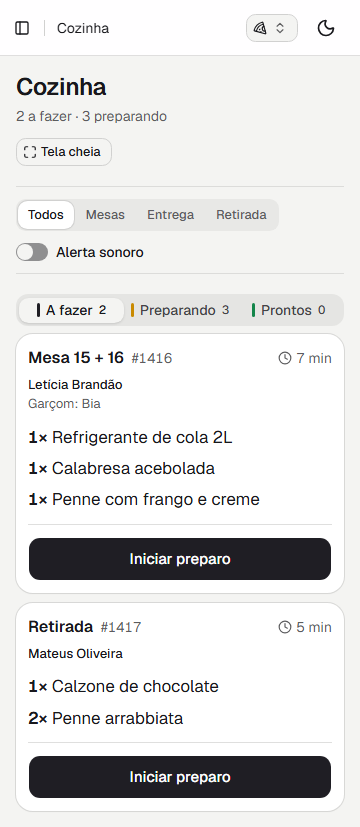 Cozinha
Cozinha
2 a fazer · 3 preparando
Tela cheia
Todos Mesas Entrega Retirada
Alerta sonoro
A fazer 2 Preparando 3 Prontos 0
Mesa 15 + 16 #1416 7 min
Letícia Brandão
Garçom: Bia
1× Refrigerante de cola 2L
1× Calabresa acebolada
1× Penne com frango e creme
Iniciar preparo
Retirada #1417 5 min
Mateus Oliveira
1× Calzone de chocolate
2× Penne arrabbiata
Iniciar preparo